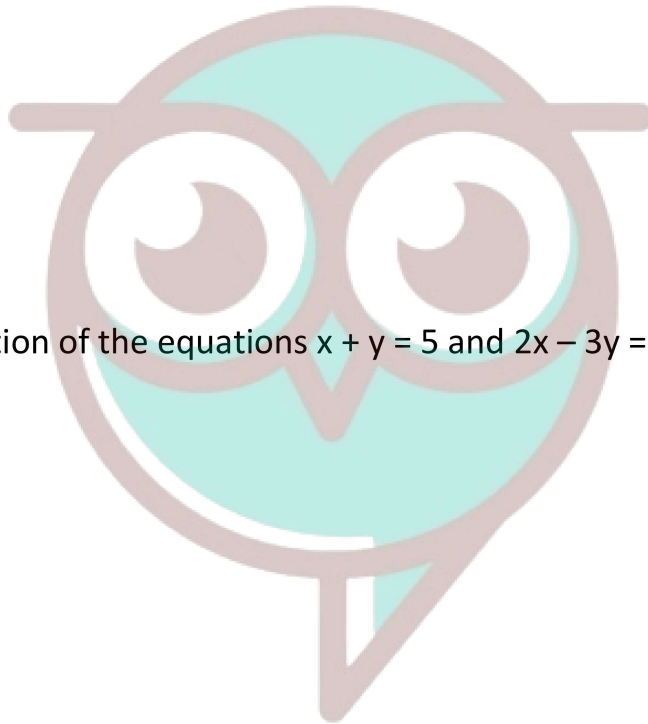 tion of the equations x + y = 5 and 2x – 3y =